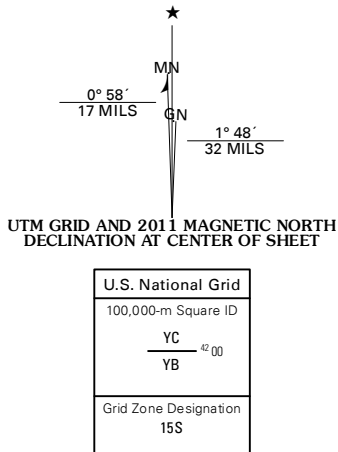 ★
MN
0° 58´
17 MILS
GN
1° 48´
32 MILS
UTM GRID AND 2011 MAGNETIC NORTH
DECLINATION AT CENTER OF SHEET
U.S. National Grid
100,000-m Square ID
YC
42 00
YB
Grid Zone Designation
15S